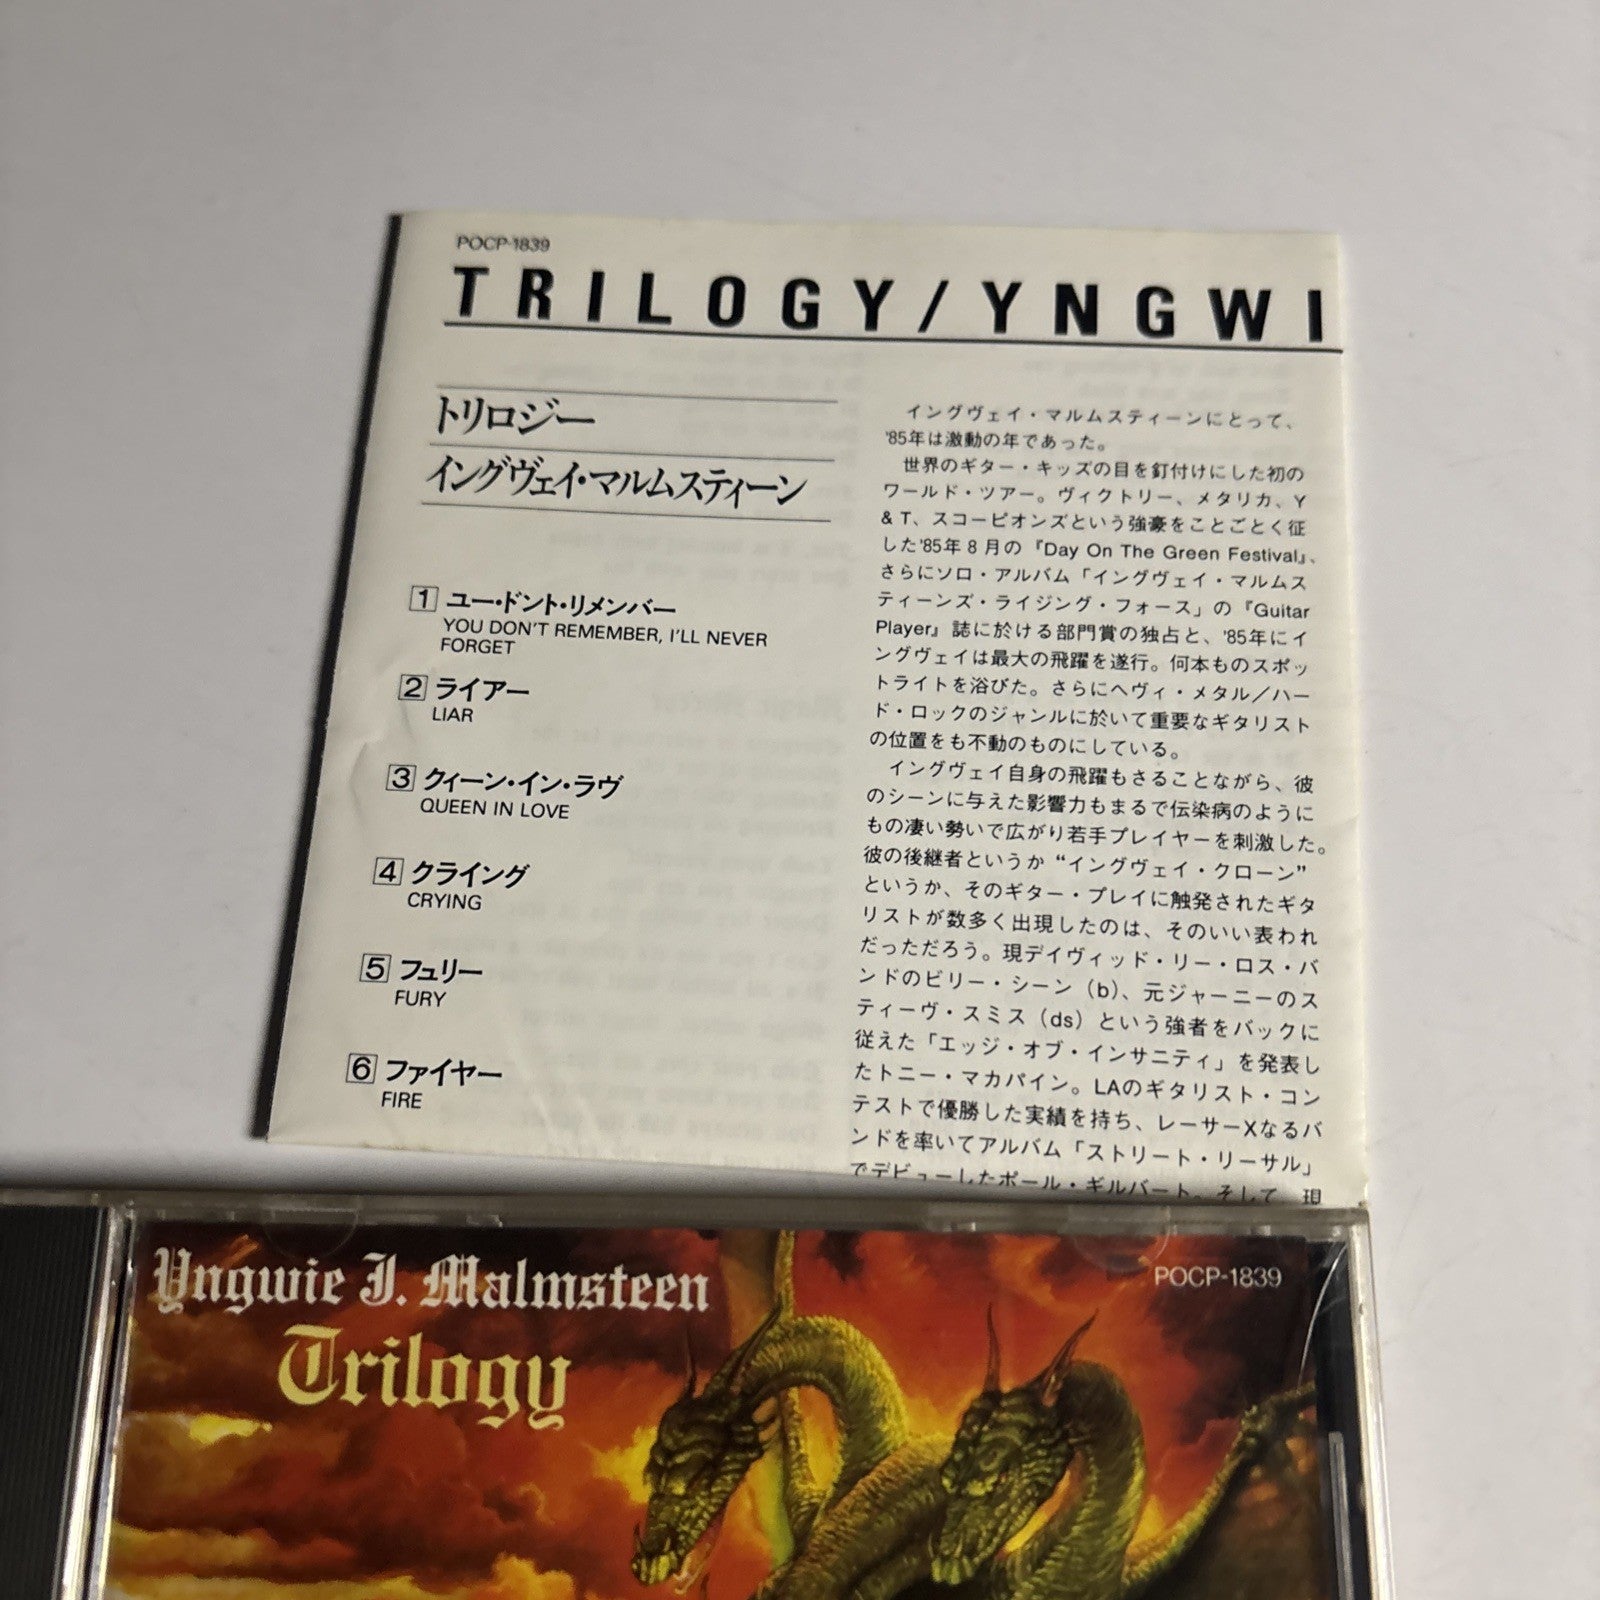 POCP-1839
TRILOGY/YNGWI
トリロジー
イングヴェイ・マルムスティーン
1 ユー・ドント・リメンバー
YOU DON'T REMEMBER, I'LL NEVER
FORGET
2 ライアー
LIAR
3 クィーン・イン・ラヴ
QUEEN IN LOVE
4 クライング
CRYING
5 フュリー
FURY
6 ファイヤー
FIRE
イングヴェイ・マルムスティーンにとって、
'85年は激動の年であった。
世界のギター・キッズの目を釘付けにした初の
ワールド・ツアー。ヴィクトリー、メタリカ、Y
& T、スコーピオンズという強豪をことごとく征
した'85年8月の『Day On The Green Festival』、
さらにソロ・アルバム「イングヴェイ・マルムス
ティーンズ・ライジング・フォース」の『Guitar
Player』誌に於ける部門賞の独占と、'85年にイ
ングヴェイは最大の飛躍を遂行。何本ものスポッ
トライトを浴びた。さらにヘヴィ・メタル／ハー
ド・ロックのジャンルに於いて重要なギタリスト
の位置をも不動のものにしている。
イングヴェイ自身の飛躍もさることながら、彼
のシーンに与えた影響力もまるで伝染病のように
もの凄い勢いで広がり若手プレイヤーを刺激した。
彼の後継者というか“イングヴェイ・クローン”
というか、そのギター・プレイに触発されたギタ
リストが数多く出現したのは、そのいい表われ
だっただろう。現デイヴィッド・リー・ロス・バ
ンドのビリー・シーン（b）、元ジャーニーのス
ティーヴ・スミス（ds）という強者をバックに
従えた「エッジ・オブ・インサニティ」を発表し
たトニー・マカパイン。LAのギタリスト・コン
テストで優勝した実績を持ち、レーサーXなるバ
ンドを率いてアルバム「ストリート・リーサル」
でデビューしたポール・ギルバート。そして、現
Yngwie J. Malmsteen
Trilogy
POCP-1839